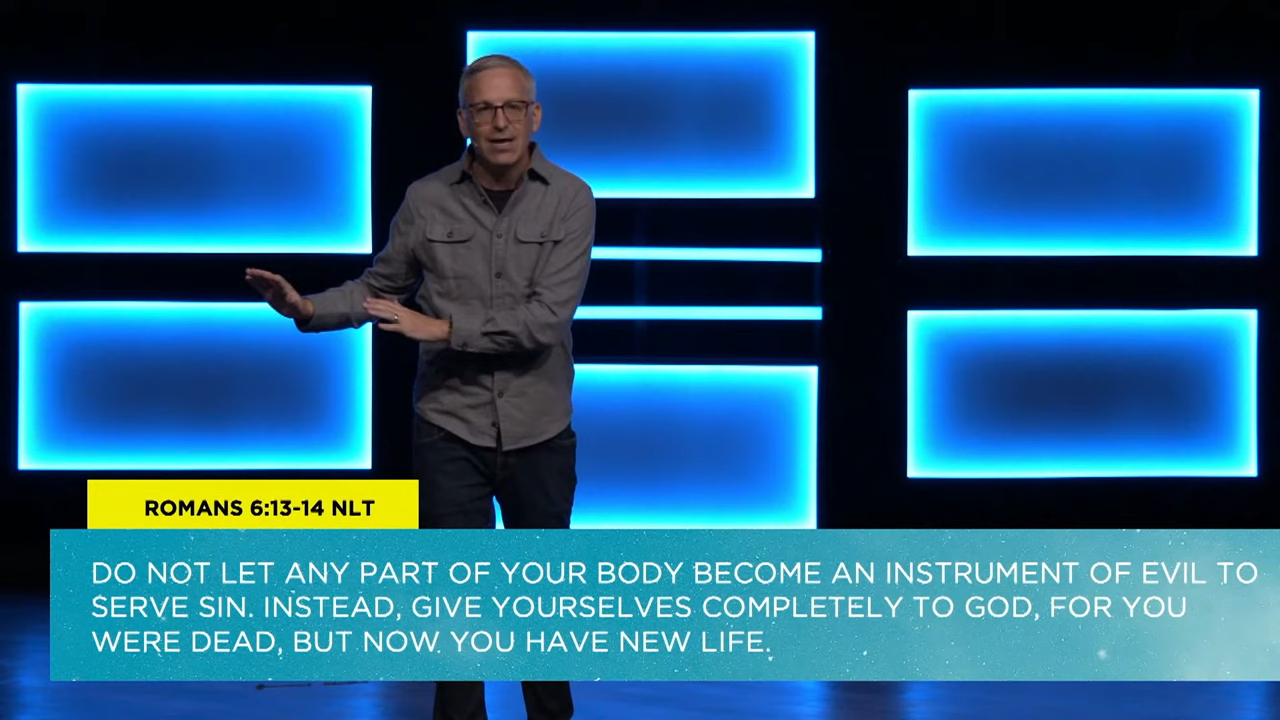 ROMANS 6:13-14 NLT
DO NOT LET ANY PART OF YOUR BODY BECOME AN INSTRUMENT OF EVIL TO
SERVE SIN. INSTEAD, GIVE YOURSELVES COMPLETELY TO GOD, FOR YOU
WERE DEAD, BUT NOW YOU HAVE NEW LIFE.